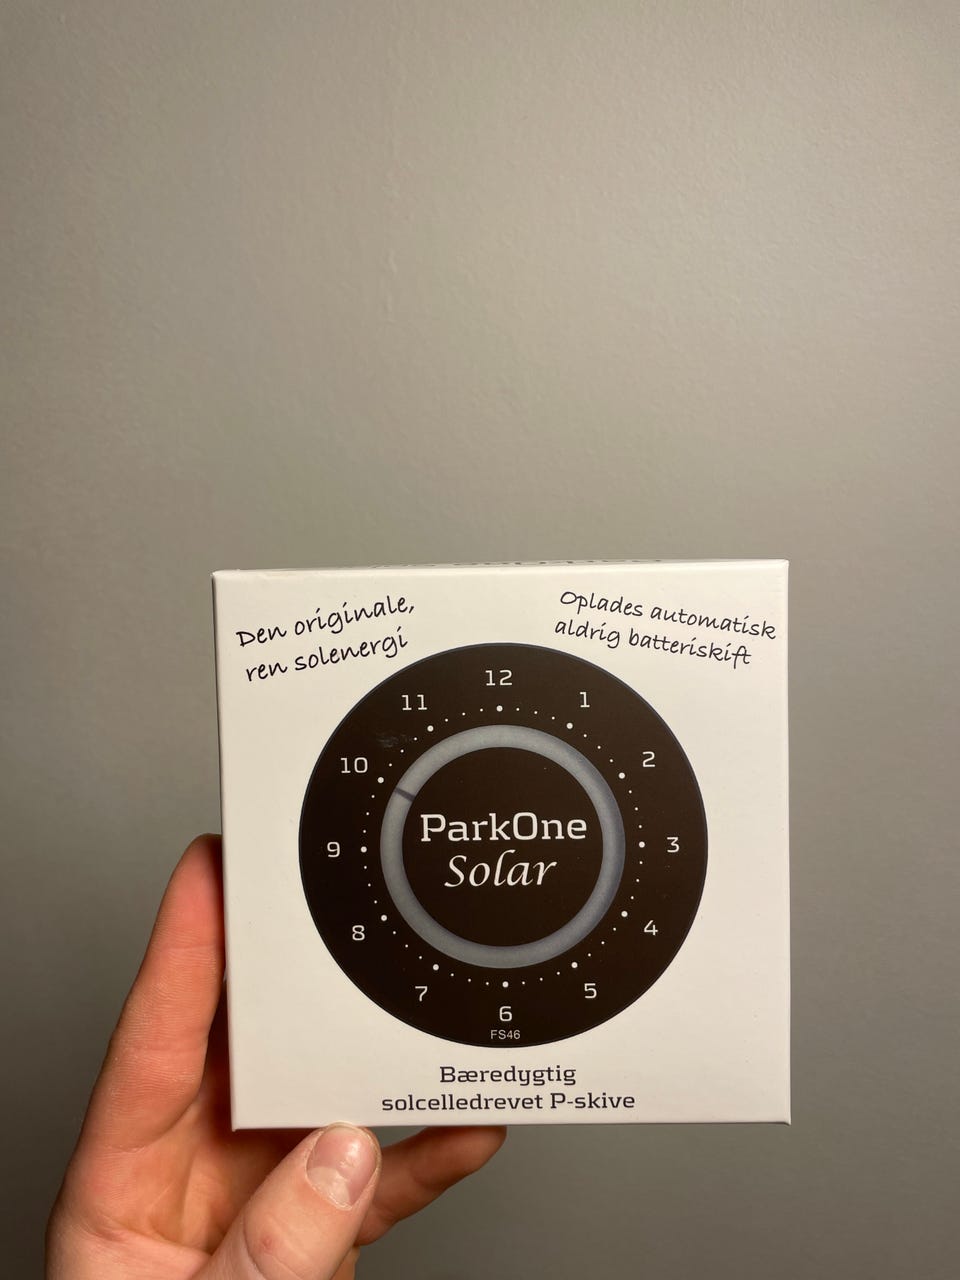 Den originale,
ren solenergi
Oplades automatisk
aldrig batteriskift
12
1
2
3
4
5
6
7
8
9
10
11
ParkOne
Solar
FS46
Bæredygtig
solcelledrevet P-skive